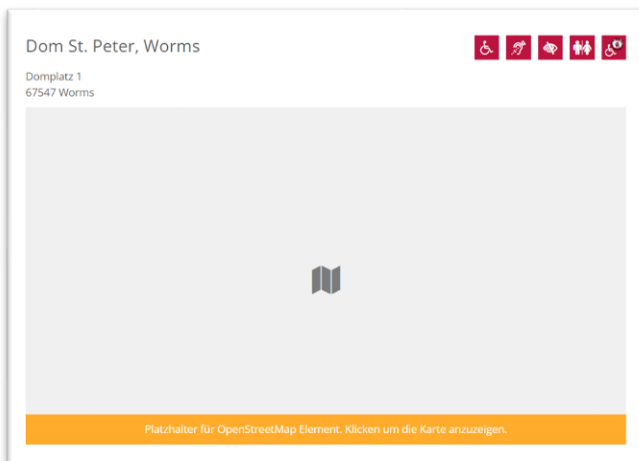 Dom St. Peter, Worms
Domplatz 1
67547 Worms
Platzhalter für OpenStreetMap Element. Klicken um die Karte anzuzeigen.